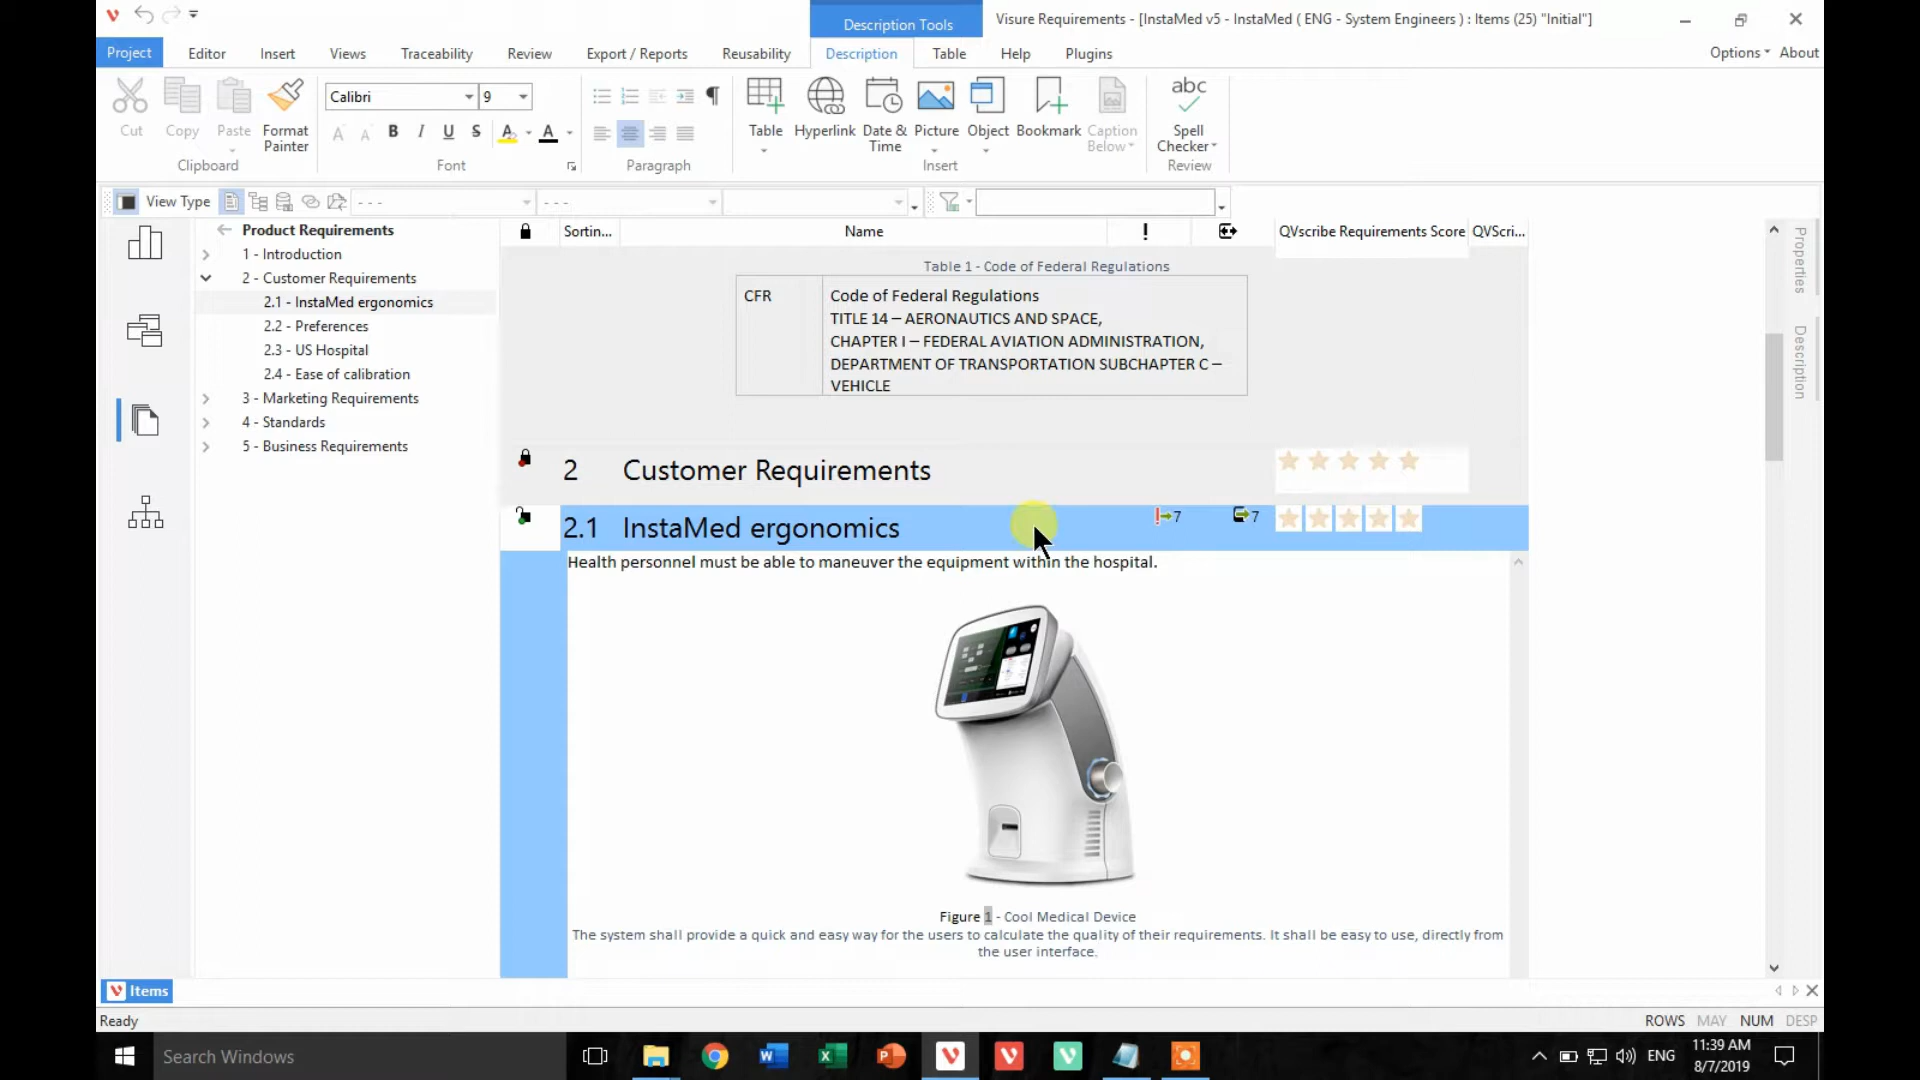 Description Tools
Visure Requirements - [InstaMed v5 - InstaMed ( ENG - System Engineers ) : Items (25) "Initial"]
Project
Editor
Insert
Views
Traceability
Review
Export / Reports
Reusability
Description
Table
Help
Plugins
Options
About
Cut
Copy
Paste
Format
Painter
Clipboard
Calibri
9
B
I
U
S
A
A
Font
Paragraph
Table
Hyperlink
Date &
Time
Picture
Object
Bookmark
Caption
Below
Insert
abc
Spell
Checker
Review
View Type
- - -
- - -
Product Requirements
1 - Introduction
2 - Customer Requirements
2.1 - InstaMed ergonomics
2.2 - Preferences
2.3 - US Hospital
2.4 - Ease of calibration
3 - Marketing Requirements
4 - Standards
5 - Business Requirements
Sortin...
Name
!
QVscribe Requirements Score
QVScri...
Table 1 - Code of Federal Regulations
CFR
Code of Federal Regulations
TITLE 14 – AERONAUTICS AND SPACE,
CHAPTER I – FEDERAL AVIATION ADMINISTRATION,
DEPARTMENT OF TRANSPORTATION SUBCHAPTER C –
VEHICLE
2 Customer Requirements
2.1 InstaMed ergonomics
7
7
Health personnel must be able to maneuver the equipment within the hospital.
Figure 1 - Cool Medical Device
The system shall provide a quick and easy way for the users to calculate the quality of their requirements. It shall be easy to use, directly from
the user interface.
Properties
Description
Items
Ready
ROWS
MAY
NUM
DESP
Search Windows
ENG
11:39 AM
8/7/2019